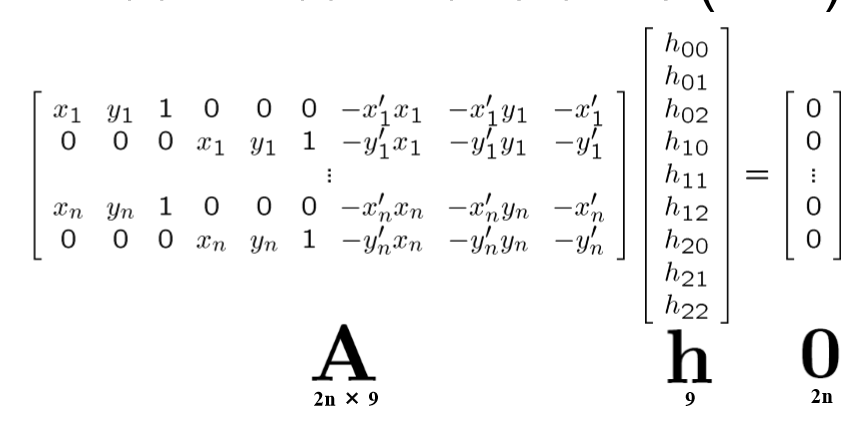 x₁ y₁ 1 0 0 0 −x′₁x₁ −x′₁y₁ −x′₁
0 0 0 x₁ y₁ 1 −y′₁x₁ −y′₁y₁ −y′₁
⋮
xₙ yₙ 1 0 0 0 −x′ₙxₙ −x′ₙyₙ −x′ₙ
0 0 0 xₙ yₙ 1 −y′ₙxₙ −y′ₙyₙ −y′ₙ
h₀₀
h₀₁
h₀₂
h₁₀
h₁₁
h₁₂
h₂₀
h₂₁
h₂₂
=
0
0
⋮
0
0
A
2n × 9
h
9
0
2n